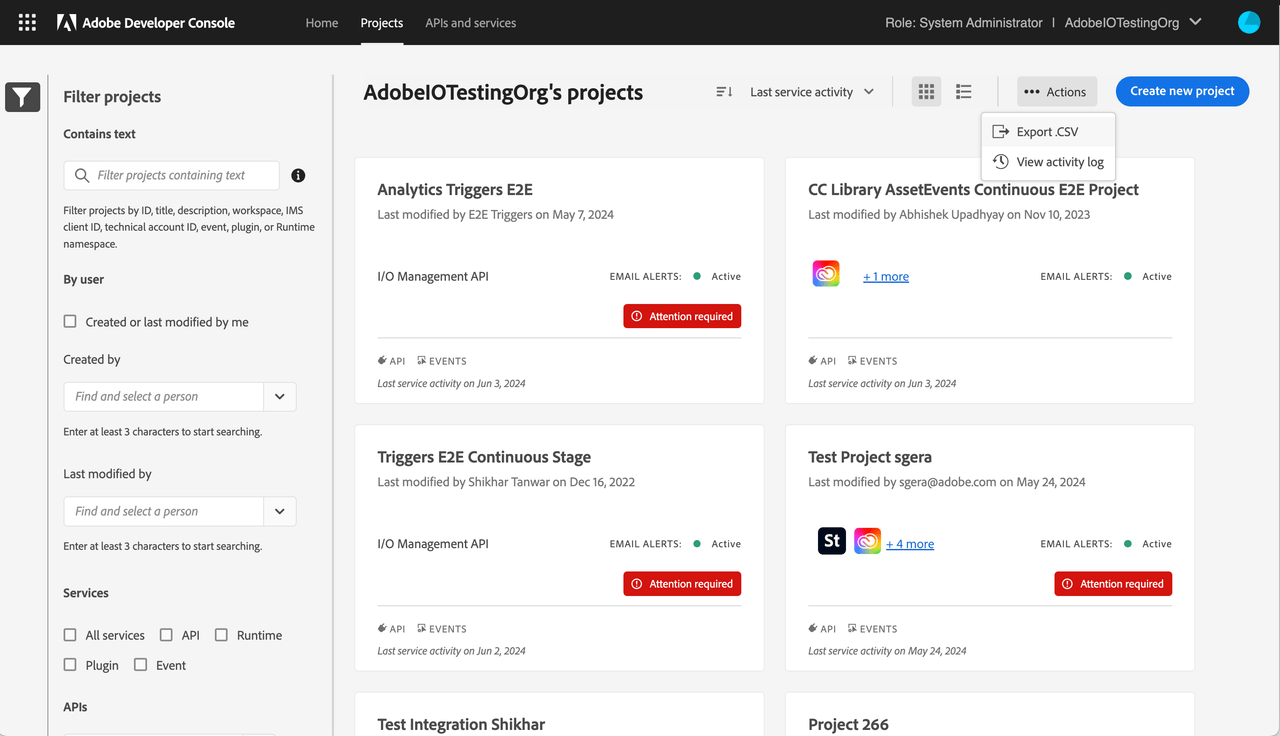 Adobe Developer Console
Home
Projects
APIs and services
Role: System Administrator
AdobeIOTestingOrg
Filter projects
Contains text
Filter projects containing text
Filter projects by ID, title, description, workspace, IMS
client ID, technical account ID, event, plugin, or Runtime
namespace.
By user
Created or last modified by me
Created by
Find and select a person
Enter at least 3 characters to start searching.
Last modified by
Find and select a person
Enter at least 3 characters to start searching.
Services
All services
API
Runtime
Plugin
Event
APIs
AdobeIOTestingOrg's projects
Last service activity
Actions
Create new project
Export .CSV
View activity log
Analytics Triggers E2E
Last modified by E2E Triggers on May 7, 2024
I/O Management API
EMAIL ALERTS:
Active
Attention required
API
EVENTS
Last service activity on Jun 3, 2024
CC Library AssetEvents Continuous E2E Project
Last modified by Abhishek Upadhyay on Nov 10, 2023
+ 1 more
EMAIL ALERTS:
Active
API
EVENTS
Last service activity on Jun 3, 2024
Triggers E2E Continuous Stage
Last modified by Shikhar Tanwar on Dec 16, 2022
I/O Management API
EMAIL ALERTS:
Active
Attention required
API
EVENTS
Last service activity on Jun 2, 2024
Test Project sgera
Last modified by sgera@adobe.com on May 24, 2024
St
+ 4 more
EMAIL ALERTS:
Active
Attention required
API
EVENTS
Last service activity on May 24, 2024
Test Integration Shikhar
Project 266